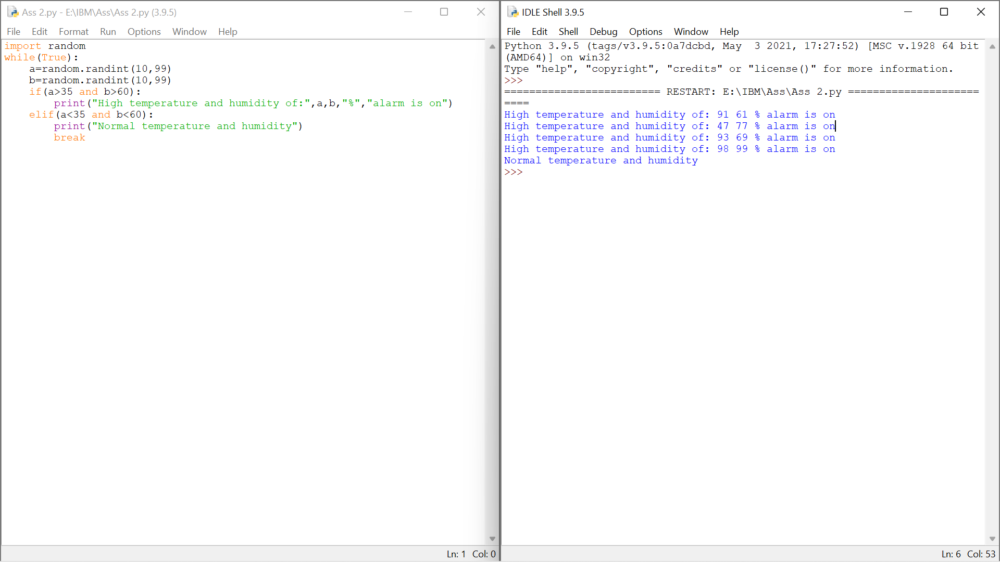 Ass 2.py - E:\IBM\Ass\Ass 2.py (3.9.5)
File Edit Format Run Options Window Help
import random
while(True):
    a=random.randint(10,99)
    b=random.randint(10,99)
    if(a>35 and b>60):
        print("High temperature and humidity of:",a,b,"%","alarm is on")
    elif(a<35 and b<60):
        print("Normal temperature and humidity")
        break
Ln: 1 Col: 0
IDLE Shell 3.9.5
File Edit Shell Debug Options Window Help
Python 3.9.5 (tags/v3.9.5:0a7dcbd, May  3 2021, 17:27:52) [MSC v.1928 64 bit
(AMD64)] on win32
Type "help", "copyright", "credits" or "license()" for more information.
>>>
========================= RESTART: E:\IBM\Ass\Ass 2.py =====================
====
High temperature and humidity of: 91 61 % alarm is on
High temperature and humidity of: 47 77 % alarm is on
High temperature and humidity of: 93 69 % alarm is on
High temperature and humidity of: 98 99 % alarm is on
Normal temperature and humidity
>>>
Ln: 6 Col: 53